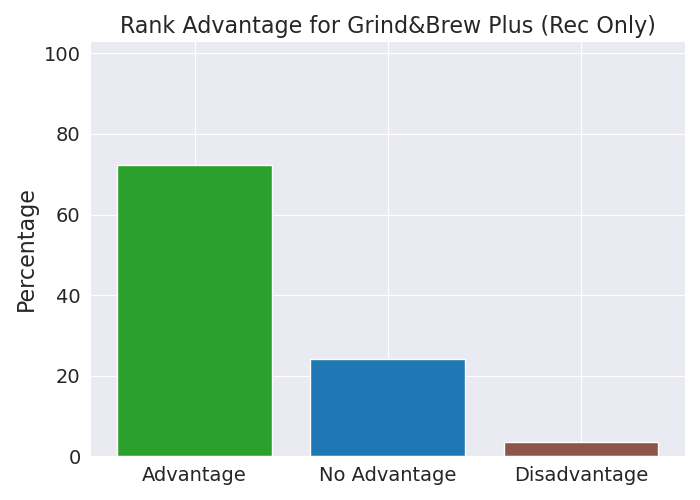 Rank Advantage for Grind&Brew Plus (Rec Only)
Percentage
100
80
60
40
20
0
Advantage
No Advantage
Disadvantage